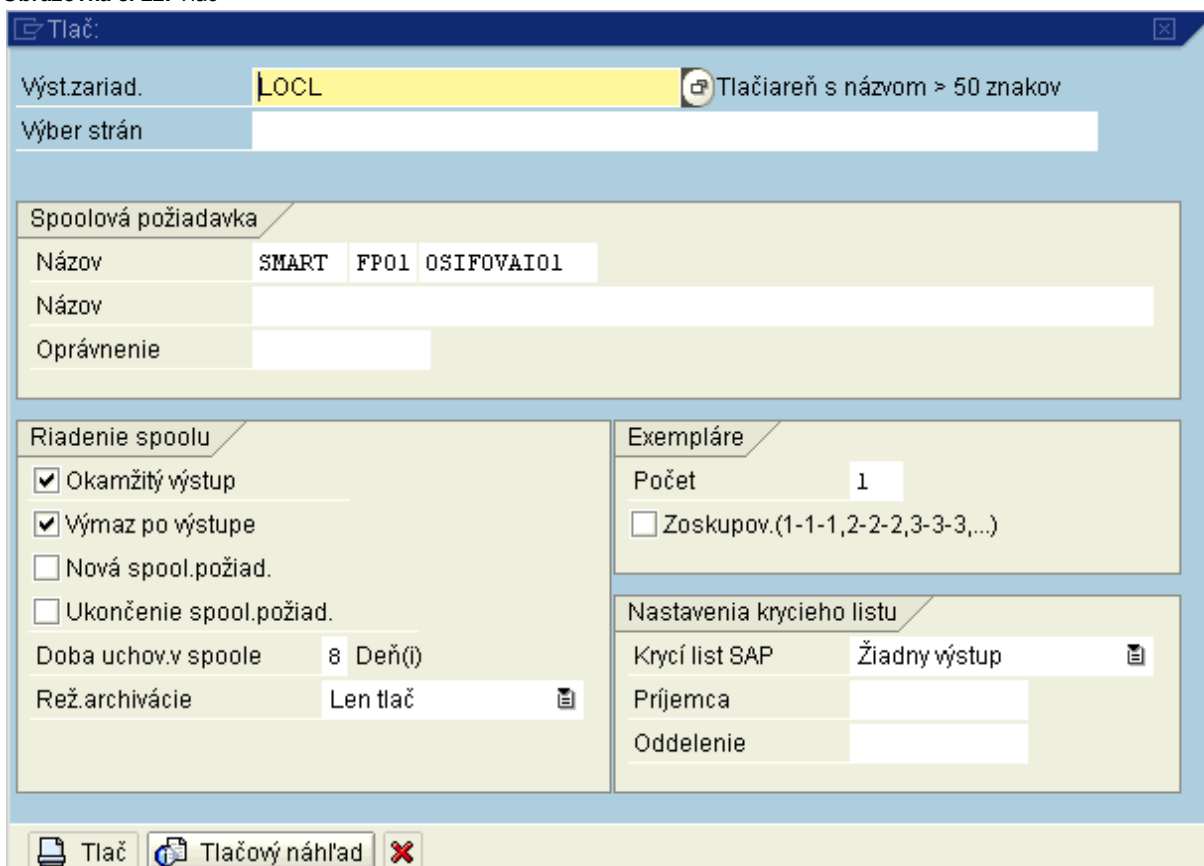 Tlač:
Výst.zariad. LOCL Tlačiareň s názvom > 50 znakov
Výber strán
Spoolová požiadavka
Názov SMART FP01 OSIFOVAI01
Názov
Oprávnenie
Riadenie spoolu
Okamžitý výstup
Výmaz po výstupe
Nová spool.požiad.
Ukončenie spool.požiad.
Doba uchov.v spoole 8 Deň(i)
Rež.archivácie Len tlač
Exempláre
Počet 1
Zoskupov.(1-1-1,2-2-2,3-3-3,...)
Nastavenia krycieho listu
Krycí list SAP Žiadny výstup
Príjemca
Oddelenie
Tlač Tlačový náhľad